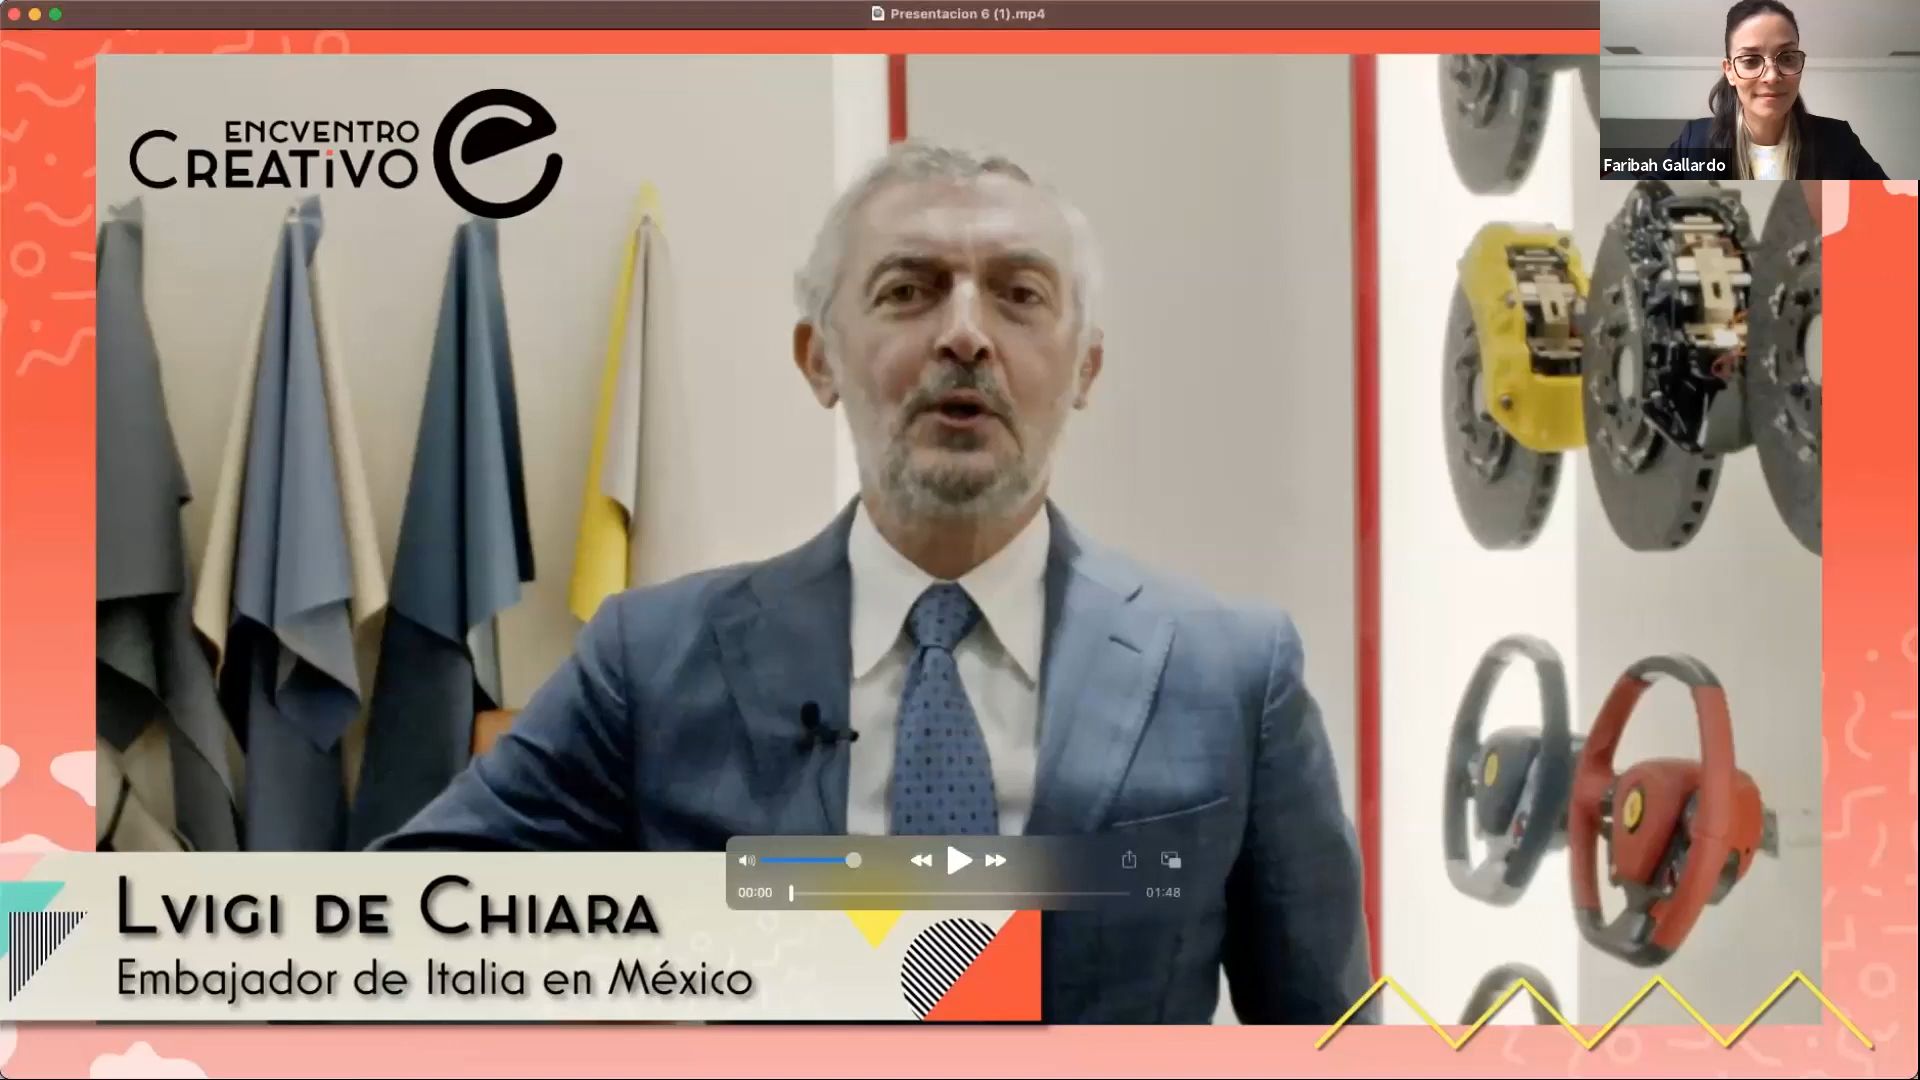 Presentacion 6 (1).mp4
Faribah Gallardo
ENCVENTRO
CREATiVO
00:00
01:48
LVIGI DE CHIARA
Embajador de Italia en México